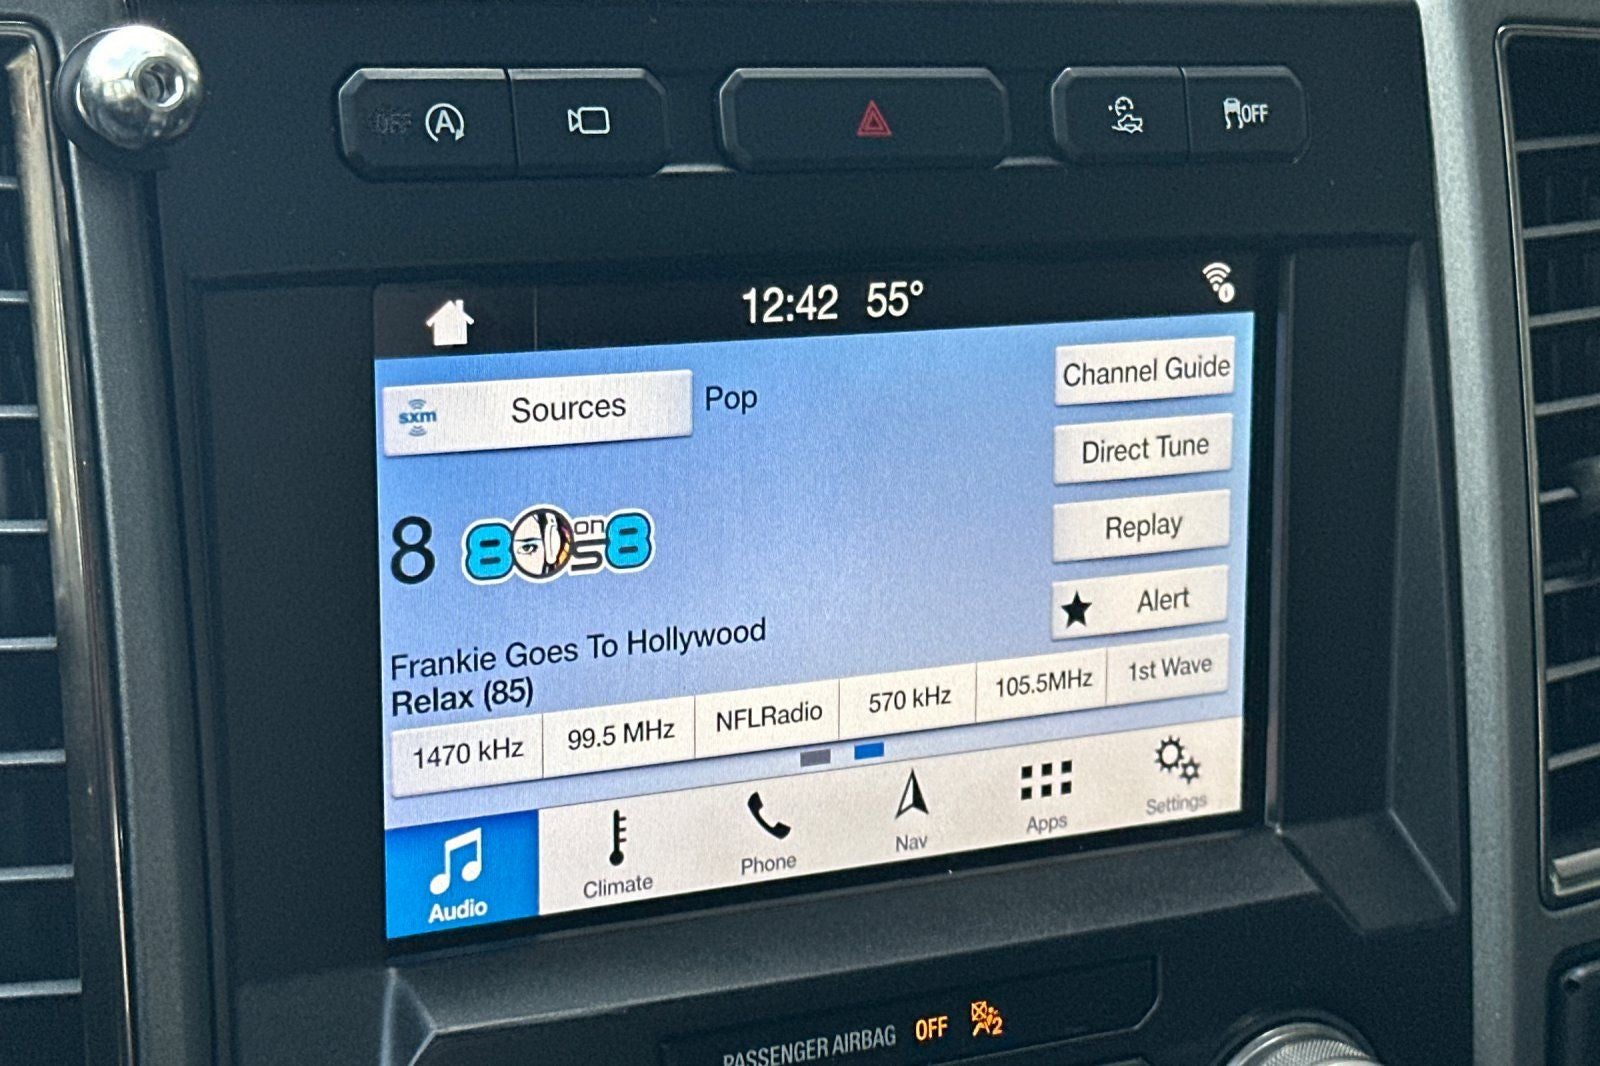 OFF A
OFF
12:42 55°
sxm Sources
Pop
Channel Guide
Direct Tune
8 80s on 8
Replay
Alert
Frankie Goes To Hollywood
Relax (85)
1470 kHz
99.5 MHz
NFLRadio
570 kHz
105.5MHz
1st Wave
Audio
Climate
Phone
Nav
Apps
Settings
PASSENGER AIRBAG OFF 2